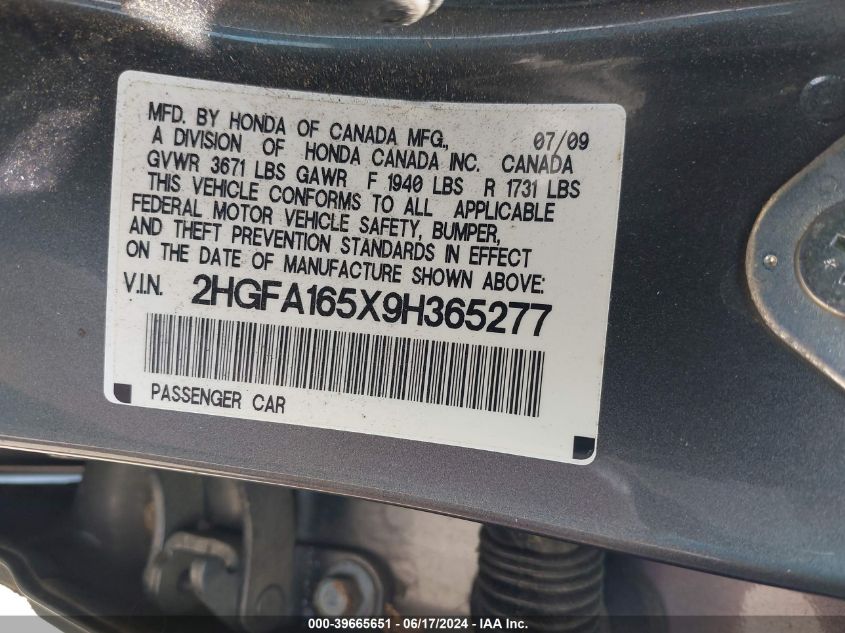 MFD. BY HONDA OF CANADA MFG., 07/09
A DIVISION OF HONDA CANADA INC. CANADA
GVWR 3671 LBS GAWR F 1940 LBS R 1731 LBS
THIS VEHICLE CONFORMS TO ALL APPLICABLE
FEDERAL MOTOR VEHICLE SAFETY, BUMPER,
AND THEFT PREVENTION STANDARDS IN EFFECT
ON THE DATE OF MANUFACTURE SHOWN ABOVE:
V.I.N. 2HGFA165X9H365277
PASSENGER CAR
000-39665651 - 06/17/2024 - IAA Inc.